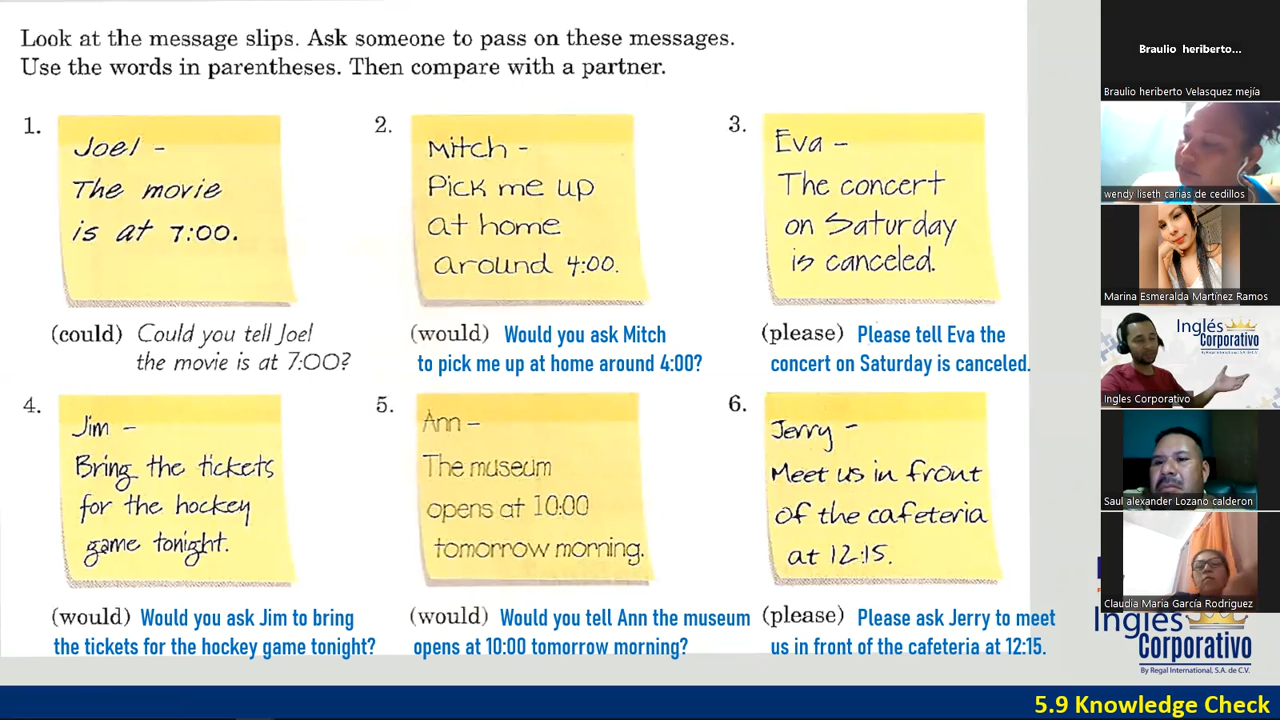 Look at the message slips. Ask someone to pass on these messages.
Use the words in parentheses. Then compare with a partner.
1.
Joel -
The movie
is at 7:00.
(could) Could you tell Joel
the movie is at 7:00?
2.
Mitch -
Pick me up
at home
around 4:00.
(would) Would you ask Mitch
to pick me up at home around 4:00?
3.
Eva -
The concert
on Saturday
is canceled.
(please) Please tell Eva the
concert on Saturday is canceled.
4.
Jim -
Bring the tickets
for the hockey
game tonight.
(would) Would you ask Jim to bring
the tickets for the hockey game tonight?
5.
Ann -
The museum
opens at 10:00
tomorrow morning.
(would) Would you tell Ann the museum
opens at 10:00 tomorrow morning?
6.
Jerry -
Meet us in front
of the cafeteria
at 12:15.
(please) Please ask Jerry to meet
us in front of the cafeteria at 12:15.
Braulio heriberto...
Braulio heriberto Velasquez mejía
wendy liseth carias de cedillos
Marina Esmeralda Martinez Ramos
Inglés
Corporativo
By Regal International, S.A. de C.V.
Ingles Corporativo
Saul alexander Lozano calderon
Claudia Maria García Rodriguez
Inglés
Corporativo
By Regal International, S.A. de C.V.
5.9 Knowledge Check